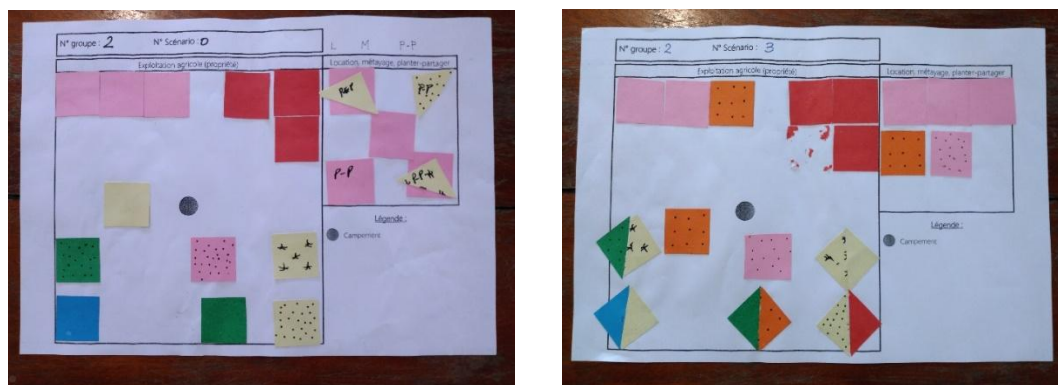 N° groupe : 2 N° Scénario : 0
L M P-P
Exploitation agricole (propriété)
Location, métayage, planter-partager
P-P
Légende :
Campement
N° groupe : 2 N° Scénario : 3
Exploitation agricole (propriété)
Location, métayage, planter-partager
Légende :
Campement